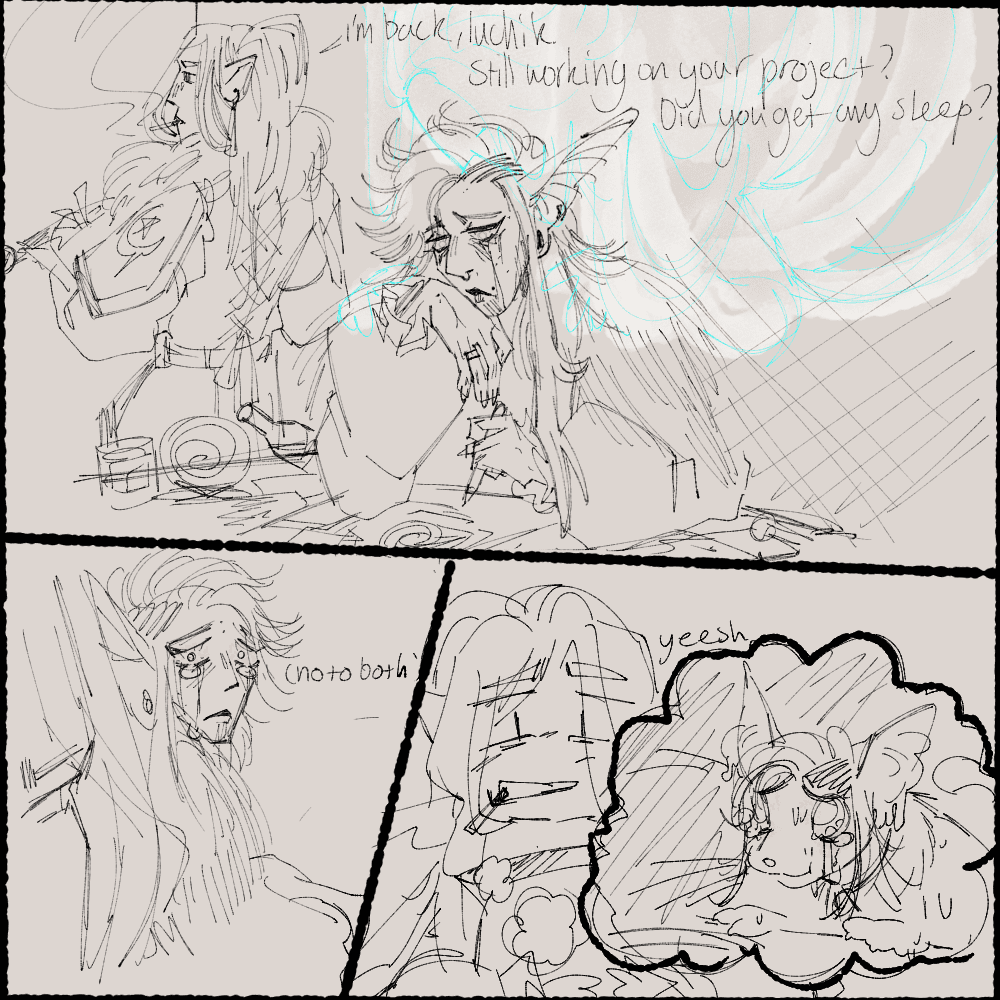 i'm back, luchik.
Still working on your project?
Did you get any sleep?
(no to both)
yeesh